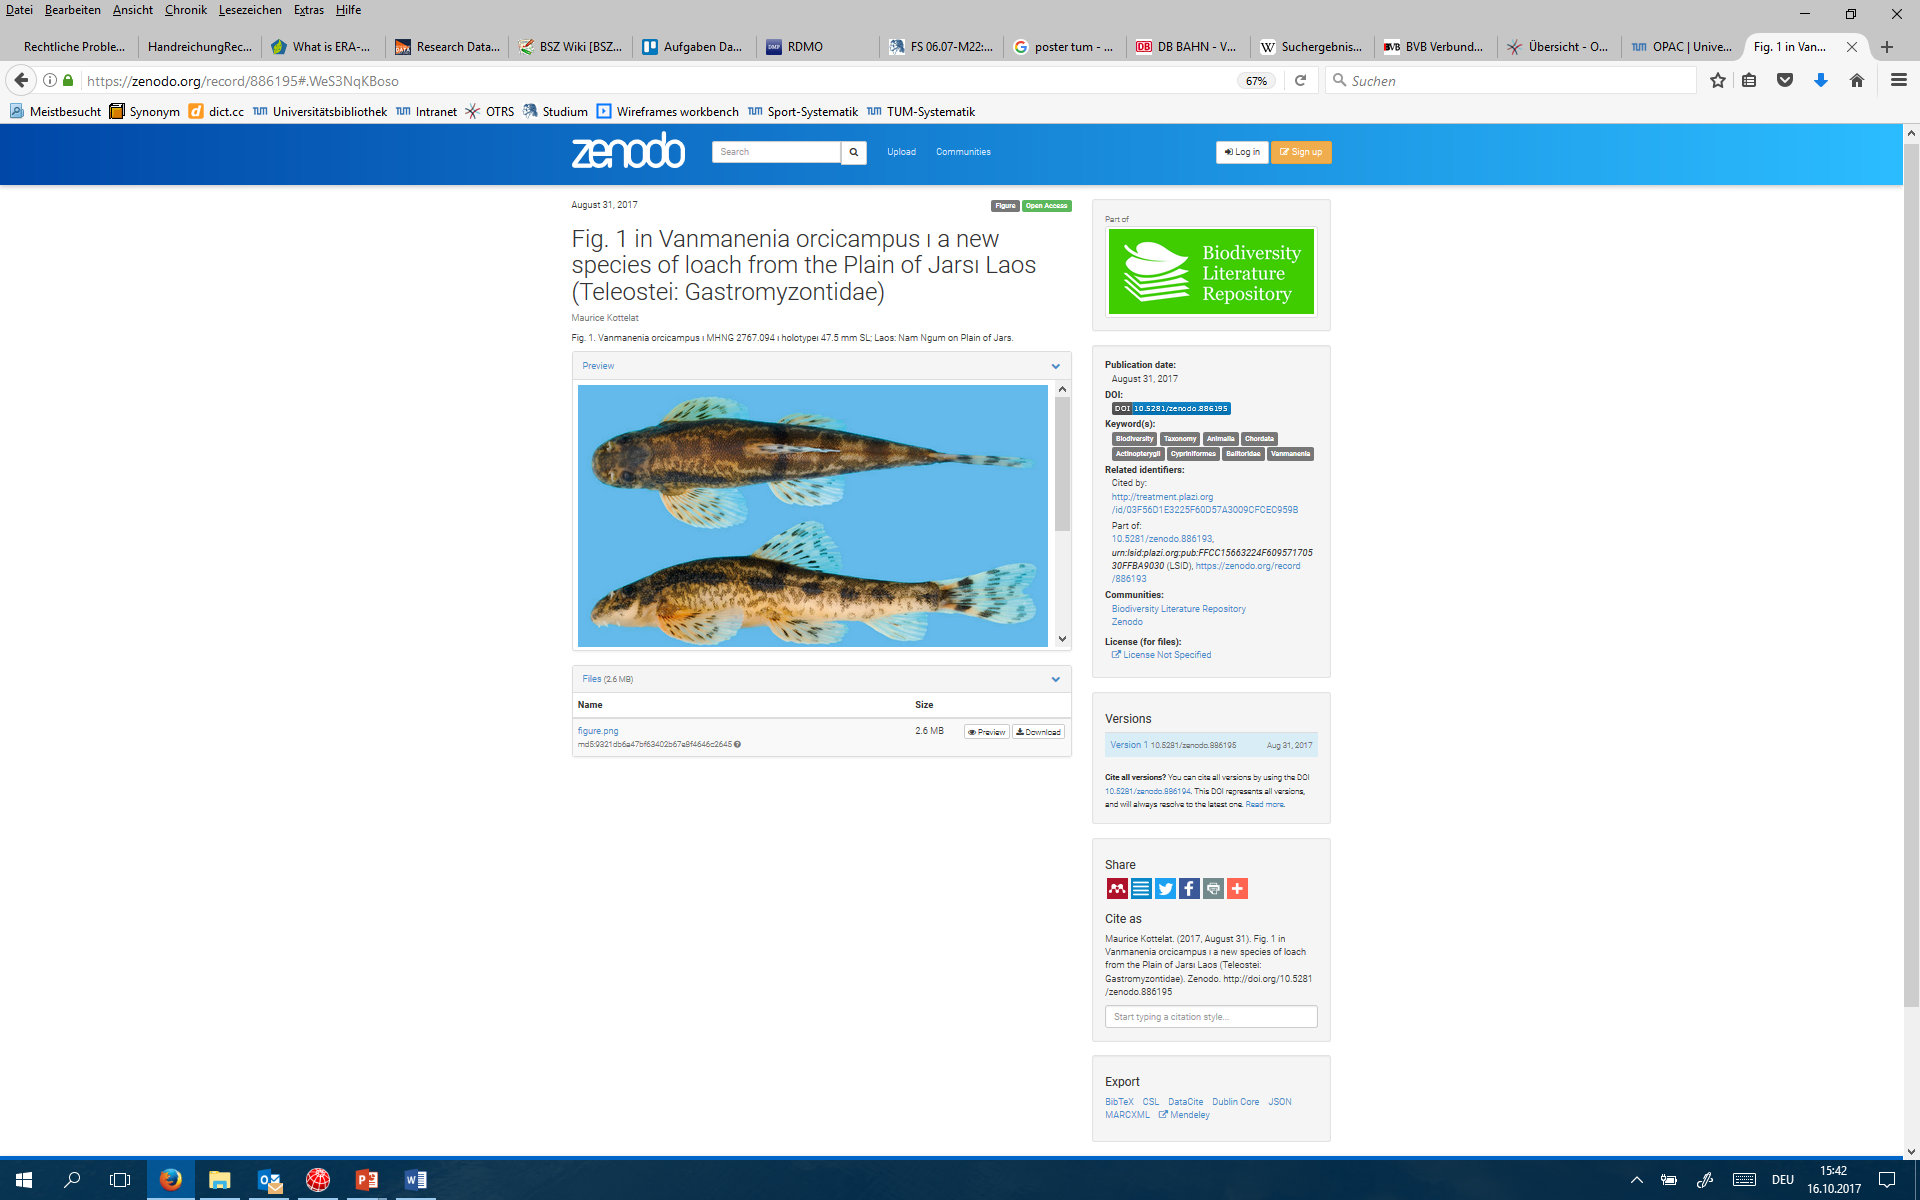 Datei Bearbeiten Ansicht Chronik Lesezeichen Extras Hilfe
Rechtliche Proble... HandreichungRec... What is ERA-... Research Data... BSZ Wiki [BSZ... Aufgaben Da... RDMO FS 06.07-M22:... poster tum - ... DB BAHN - V... Suchergebnis... BVB Verbund... Übersicht - O... OPAC | Unive... Fig. 1 in Van...
https://zenodo.org/record/886195#.WeS3NqKBoso 67% Suchen
Meistbesucht Synonym dict.cc Universitätsbibliothek Intranet OTRS Studium Wireframes workbench Sport-Systematik TUM-Systematik
zenodo Search Upload Communities Log in Sign up
August 31, 2017 Figure Open Access
Fig. 1 in Vanmanenia orcicampus ı a new
species of loach from the Plain of Jarsı Laos
(Teleostei: Gastromyzontidae)
Maurice Kottelat
Fig. 1. Vanmanenia orcicampus ı MHNG 2767.094 ı holotypeı 47.5 mm SL; Laos: Nam Ngum on Plain of Jars.
Preview
Files (2.6 MB)
Name Size
figure.png 2.6 MB Preview Download
md5:9321db6a47bf63402b67e8f4646c2645
Part of
Biodiversity
Literature
Repository
Publication date:
August 31, 2017
DOI:
DOI 10.5281/zenodo.886195
Keyword(s):
Biodiversity Taxonomy Animalia Chordata
Actinopterygii Cypriniformes Balitoridae Vanmanenia
Related identifiers:
Cited by:
http://treatment.plazi.org
/id/03F56D1E3225F60D57A3009CFCEC959B
Part of:
10.5281/zenodo.886193,
urn:lsid:plazi.org:pub:FFCC15663224F609571705
30FFBA9030 (LSID), https://zenodo.org/record
/886193
Communities:
Biodiversity Literature Repository
Zenodo
License (for files):
License Not Specified
Versions
Version 1 10.5281/zenodo.886195 Aug 31, 2017
Cite all versions? You can cite all versions by using the DOI
10.5281/zenodo.886194. This DOI represents all versions,
and will always resolve to the latest one. Read more.
Share
Cite as
Maurice Kottelat. (2017, August 31). Fig. 1 in
Vanmanenia orcicampus ı a new species of loach
from the Plain of Jarsı Laos (Teleostei:
Gastromyzontidae). Zenodo. http://doi.org/10.5281
/zenodo.886195
Start typing a citation style...
Export
BibTeX CSL DataCite Dublin Core JSON
MARCXML Mendeley
DEU 15:42
16.10.2017